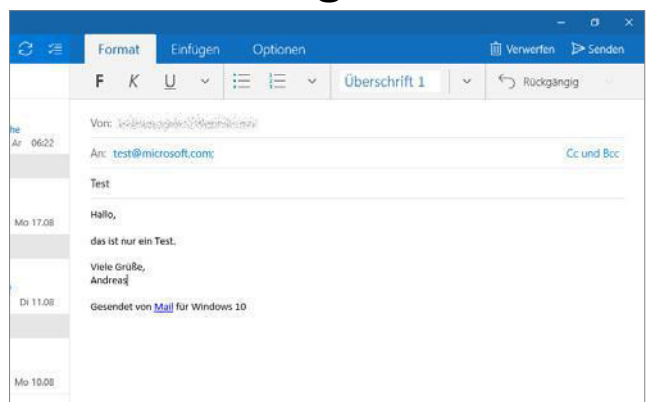 Format Einfügen Optionen Verwerfen Senden
F K U Überschrift 1 Rückgängig
Von:
he
Ar 06:22
An: test@microsoft.com; Cc und Bcc
Test
Mo 17.08
Hallo,
das ist nur ein Test.
Viele Grüße,
Andreas
Di 11.08
Gesendet von Mail für Windows 10
Mo 10.08